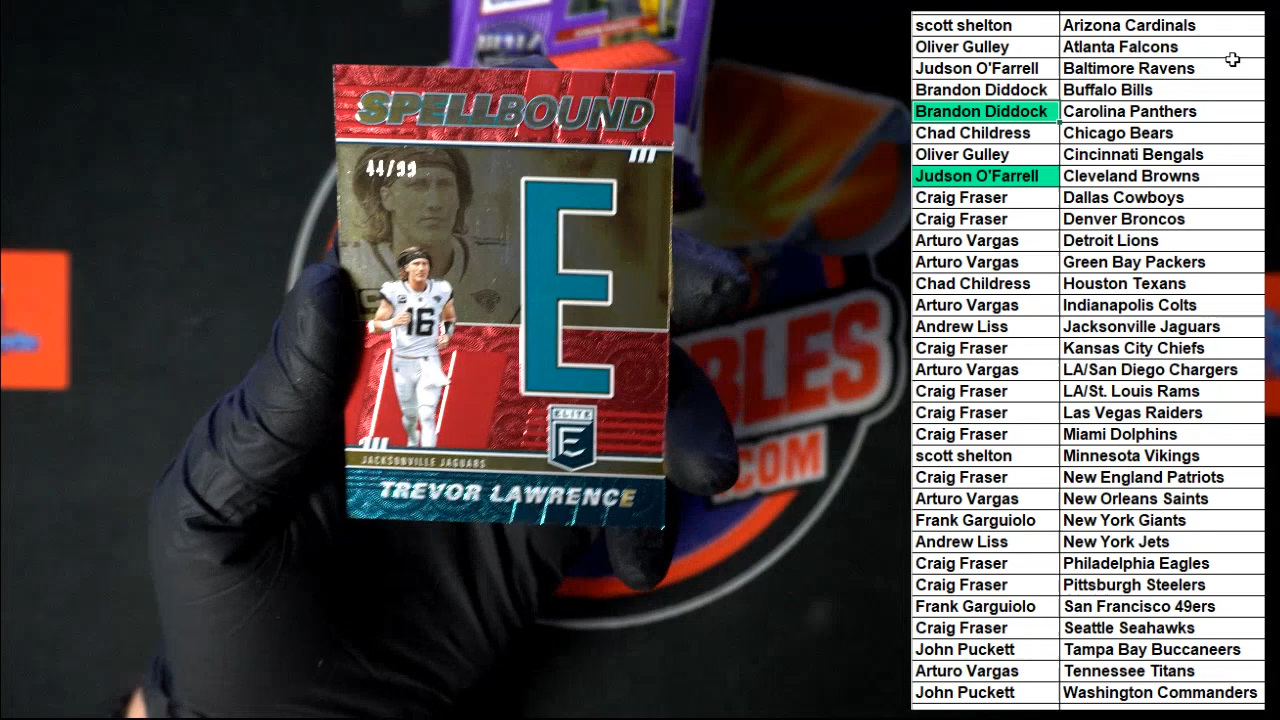 SPELLBOUND
44/99
E
16
ELITE
E
JACKSONVILLE JAGUARS
TREVOR LAWRENCE
BLES
.COM
scott shelton Arizona Cardinals
Oliver Gulley Atlanta Falcons
Judson O'Farrell Baltimore Ravens
Brandon Diddock Buffalo Bills
Brandon Diddock Carolina Panthers
Chad Childress Chicago Bears
Oliver Gulley Cincinnati Bengals
Judson O'Farrell Cleveland Browns
Craig Fraser Dallas Cowboys
Craig Fraser Denver Broncos
Arturo Vargas Detroit Lions
Arturo Vargas Green Bay Packers
Chad Childress Houston Texans
Arturo Vargas Indianapolis Colts
Andrew Liss Jacksonville Jaguars
Craig Fraser Kansas City Chiefs
Arturo Vargas LA/San Diego Chargers
Craig Fraser LA/St. Louis Rams
Craig Fraser Las Vegas Raiders
Craig Fraser Miami Dolphins
scott shelton Minnesota Vikings
Craig Fraser New England Patriots
Arturo Vargas New Orleans Saints
Frank Garguiolo New York Giants
Andrew Liss New York Jets
Craig Fraser Philadelphia Eagles
Craig Fraser Pittsburgh Steelers
Frank Garguiolo San Francisco 49ers
Craig Fraser Seattle Seahawks
John Puckett Tampa Bay Buccaneers
Arturo Vargas Tennessee Titans
John Puckett Washington Commanders